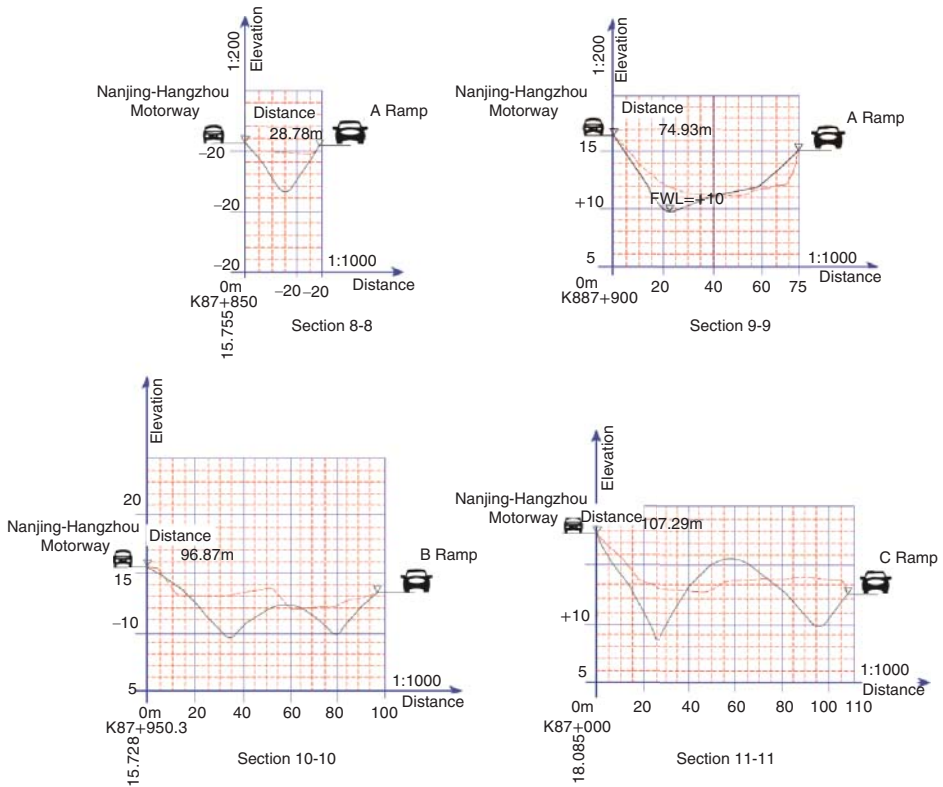 1:200
Elevation
Nanjing-Hangzhou
Motorway
Distance
28.78m
A Ramp
–20
–20
–20
1:1000
Distance
0m
–20 –20
K87+850
15.755
Section 8-8
1:200
Elevation
Nanjing-Hangzhou
Motorway
Distance
74.93m
A Ramp
15
FWL=+10
+10
5
1:1000
Distance
0m
20
40
60
75
K887+900
Section 9-9
Elevation
20
Nanjing-Hangzhou
Motorway
Distance
96.87m
B Ramp
15
–10
5
1:1000
Distance
0m
20
40
60
80
100
K87+950.3
15.728
Section 10-10
Elevation
Nanjing-Hangzhou
Motorway
Distance
107.29m
C Ramp
+10
5
1:1000
Distance
0m
20
40
60
80
100
110
K87+000
18.085
Section 11-11